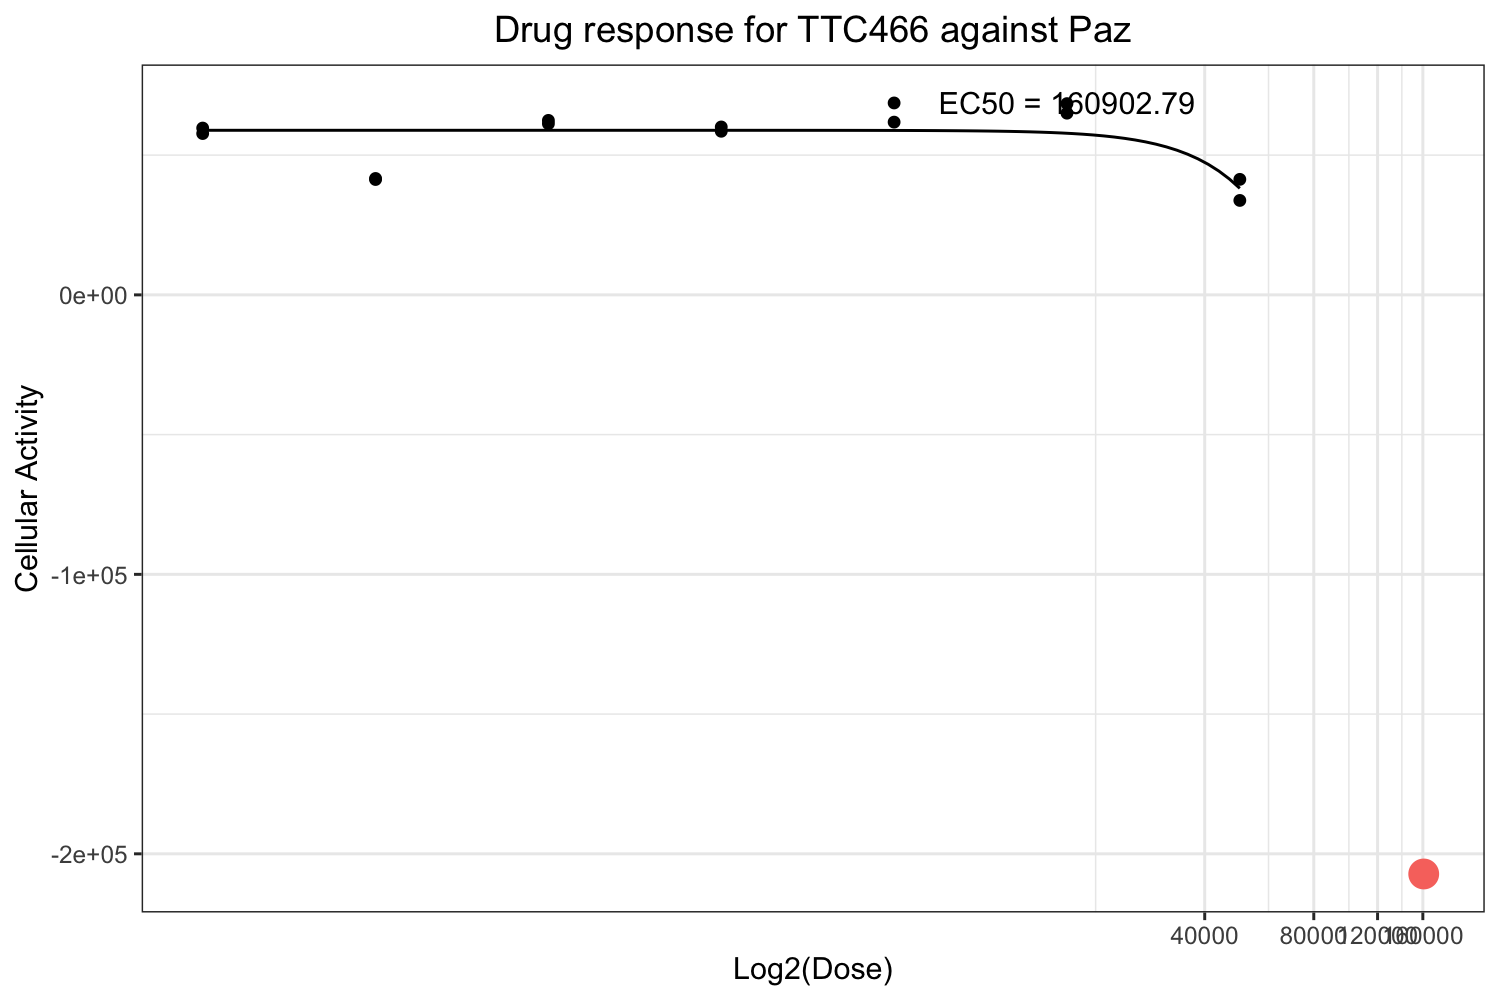 Drug response for TTC466 against Paz
EC50 = 160902.79
0e+00
-1e+05
-2e+05
Cellular Activity
40000
80000
120000
160000
Log2(Dose)